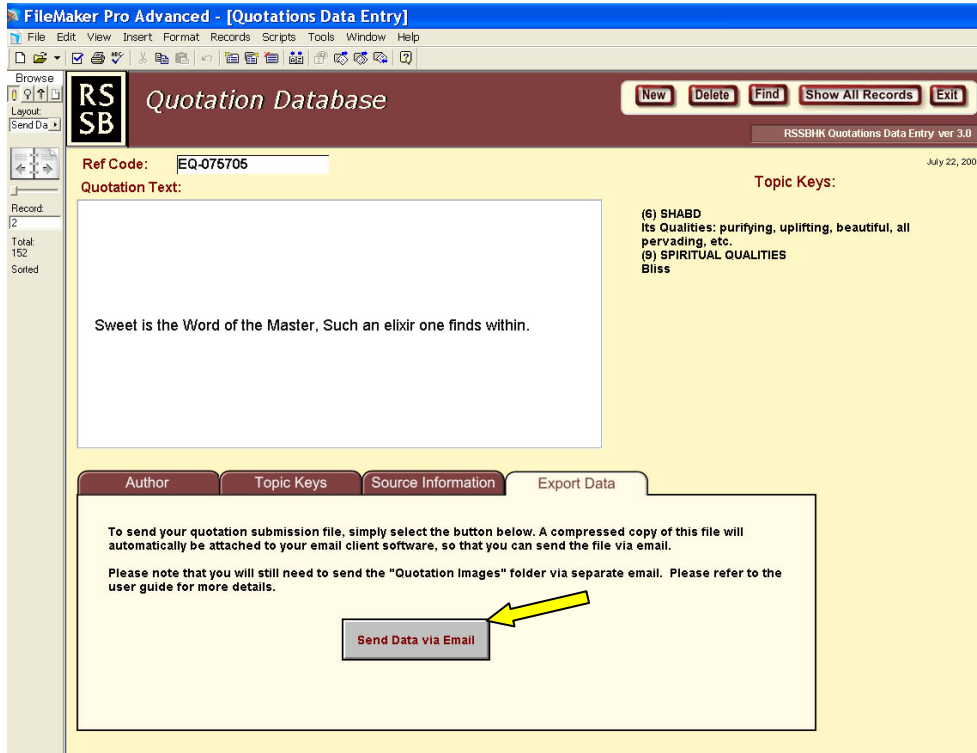 FileMaker Pro Advanced - [Quotations Data Entry]
File Edit View Insert Format Records Scripts Tools Window Help
Browse
Layout:
Send Da
Record:
2
Total:
152
Sorted
RS
SB
Quotation Database
New Delete Find Show All Records Exit
RSSBHK Quotations Data Entry ver 3.0
July 22, 200
Ref Code: EQ-075705
Quotation Text:
Topic Keys:
(6) SHABD
Its Qualities: purifying, uplifting, beautiful, all
pervading, etc.
(9) SPIRITUAL QUALITIES
Bliss
Sweet is the Word of the Master, Such an elixir one finds within.
Author Topic Keys Source Information Export Data
To send your quotation submission file, simply select the button below. A compressed copy of this file will
automatically be attached to your email client software, so that you can send the file via email.
Please note that you will still need to send the "Quotation Images" folder via separate email. Please refer to the
user guide for more details.
Send Data via Email